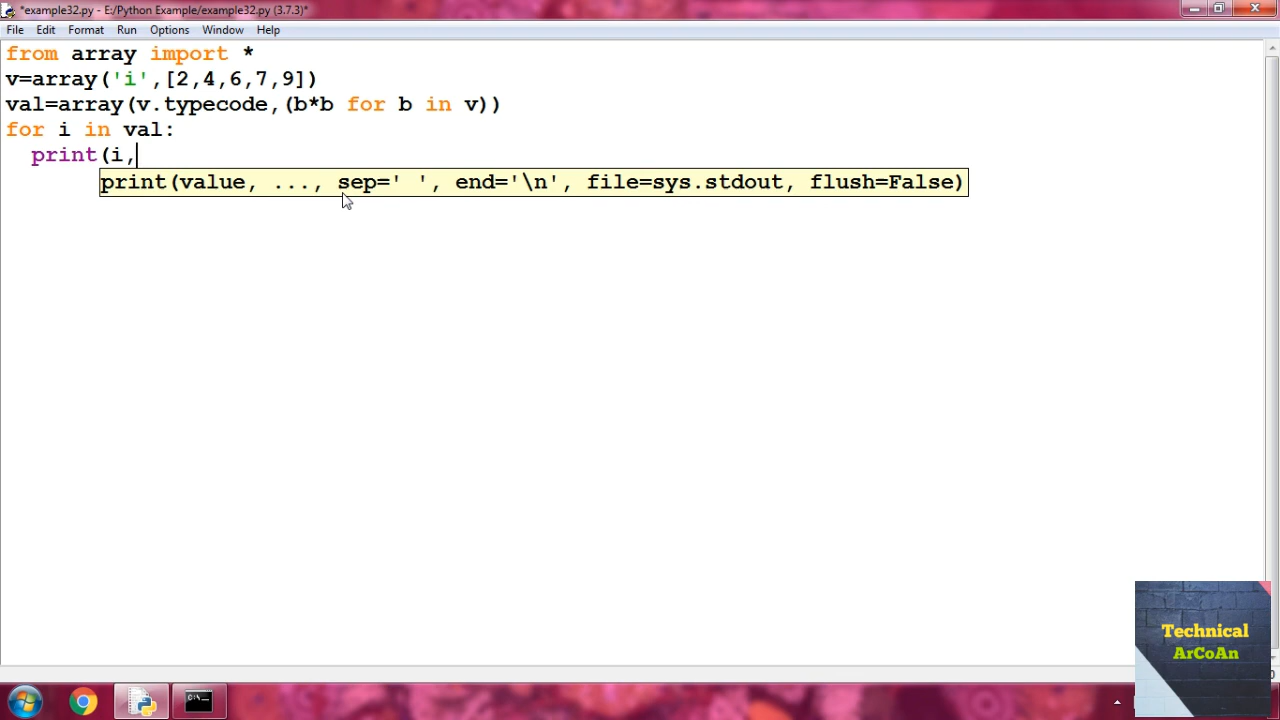 *example32.py - E:/Python Example/example32.py (3.7.3)*
File Edit Format Run Options Window Help
from array import *
v=array('i',[2,4,6,7,9])
val=array(v.typecode,(b*b for b in v))
for i in val:
  print(i,
print(value, ..., sep=' ', end='\n', file=sys.stdout, flush=False)
Technical
ArCoAn
C:\